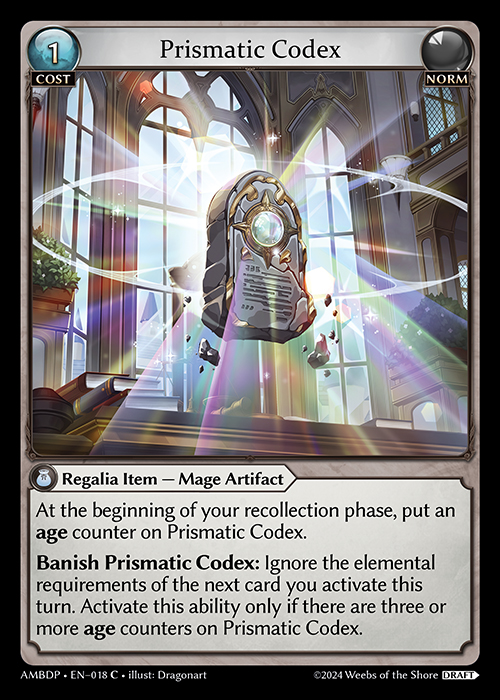 1
Prismatic Codex
COST
NORM
Regalia Item — Mage Artifact
At the beginning of your recollection phase, put an
age counter on Prismatic Codex.
Banish Prismatic Codex: Ignore the elemental
requirements of the next card you activate this
turn. Activate this ability only if there are three or
more age counters on Prismatic Codex.
AMBDP • EN–018 C • illust: Dragonart
©2024 Weebs of the Shore DRAFT